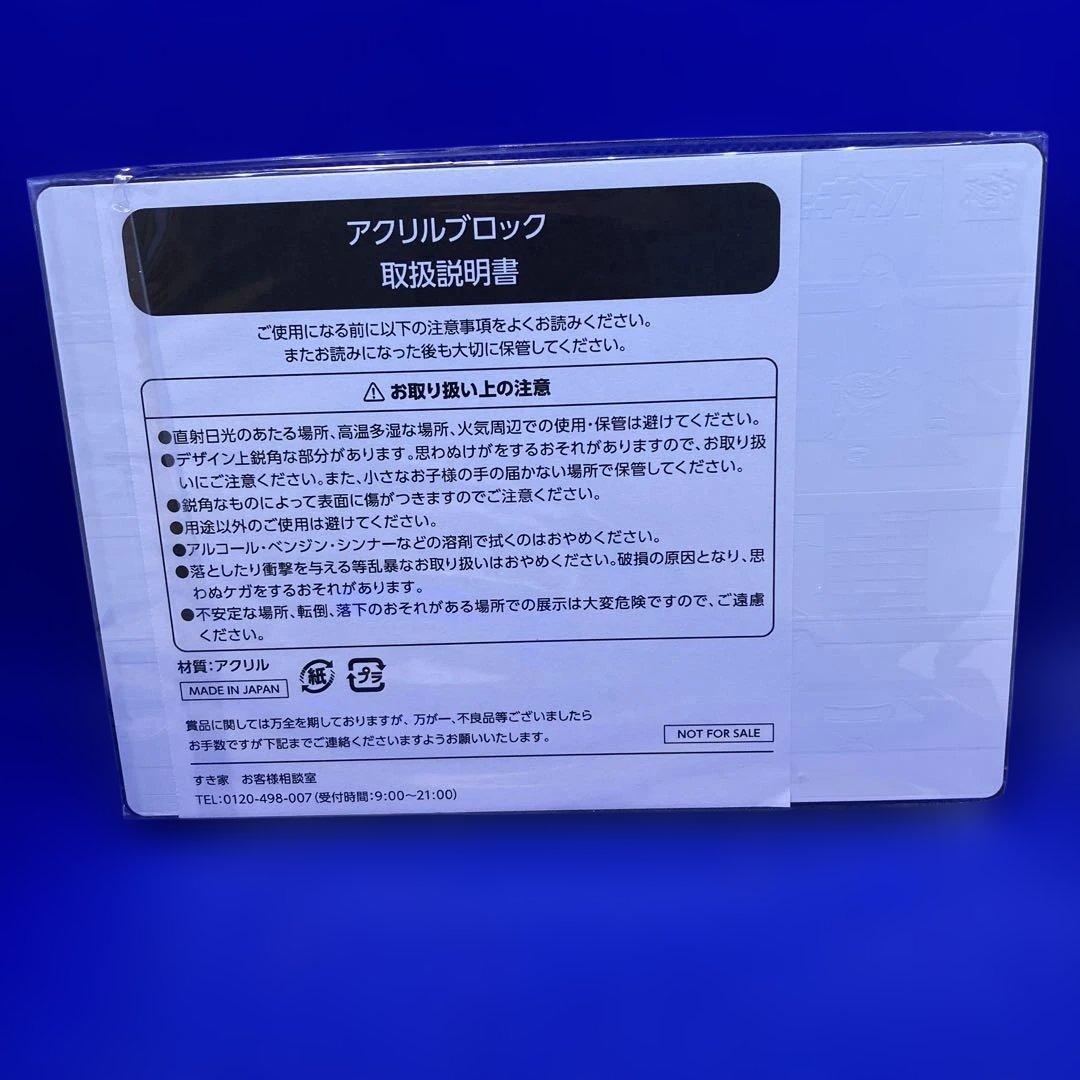 アクリルブロック
取扱説明書
ご使用になる前に以下の注意事項をよくお読みください。
またお読みになった後も大切に保管してください。
⚠ お取り扱い上の注意
●直射日光のあたる場所、高温多湿な場所、火気周辺での使用・保管は避けてください。
●デザイン上鋭角な部分があります。思わぬけがをするおそれがありますので、お取り扱
いにご注意ください。また、小さなお子様の手の届かない場所で保管してください。
●鋭角なものによって表面に傷がつきますのでご注意ください。
●用途以外のご使用は避けてください。
●アルコール・ベンジン・シンナーなどの溶剤で拭くのはおやめください。
●落としたり衝撃を与える等乱暴なお取り扱いはおやめください。破損の原因となり、思
わぬケガをするおそれがあります。
●不安定な場所、転倒、落下のおそれがある場所での展示は大変危険ですので、ご遠慮
ください。
材質：アクリル
MADE IN JAPAN
紙
プラ
賞品に関しては万全を期しておりますが、万が一、不良品等ございましたら
お手数ですが下記までご連絡くださいますようお願いいたします。
NOT FOR SALE
すき家　お客様相談室
TEL:0120-498-007（受付時間：9:00～21:00）